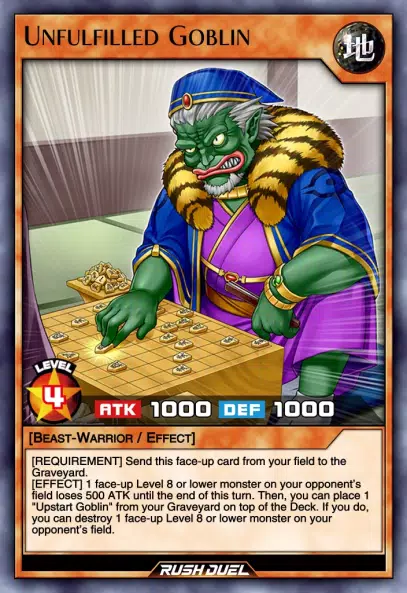 UNFULFILLED GOBLIN
地
LEVEL
4
ATK 1000 DEF 1000
[BEAST-WARRIOR / EFFECT]
[REQUIREMENT] Send this face-up card from your field to the
Graveyard.
[EFFECT] 1 face-up Level 8 or lower monster on your opponent's
field loses 500 ATK until the end of this turn. Then, you can place 1
"Upstart Goblin" from your Graveyard on top of the Deck. If you do,
you can destroy 1 face-up Level 8 or lower monster on your
opponent's field.
RUSH DUEL